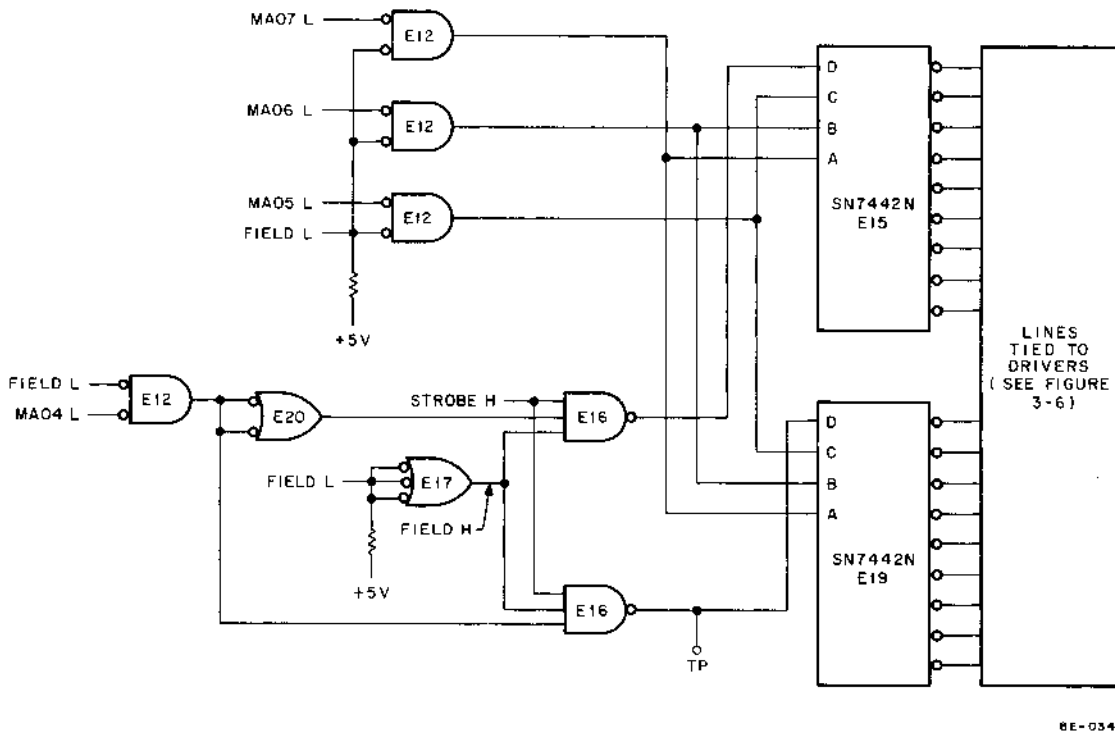 MA07 L
E12
MA06 L
E12
MA05 L
E12
FIELD L
+5V
D
C
B
A
SN7442N
E15
LINES
TIED TO
DRIVERS
(SEE FIGURE
3-6)
FIELD L
MA04 L
E12
E20
STROBE H
E16
FIELD L
E17
FIELD H
+5V
E16
TP
D
C
B
A
SN7442N
E19
8E-034